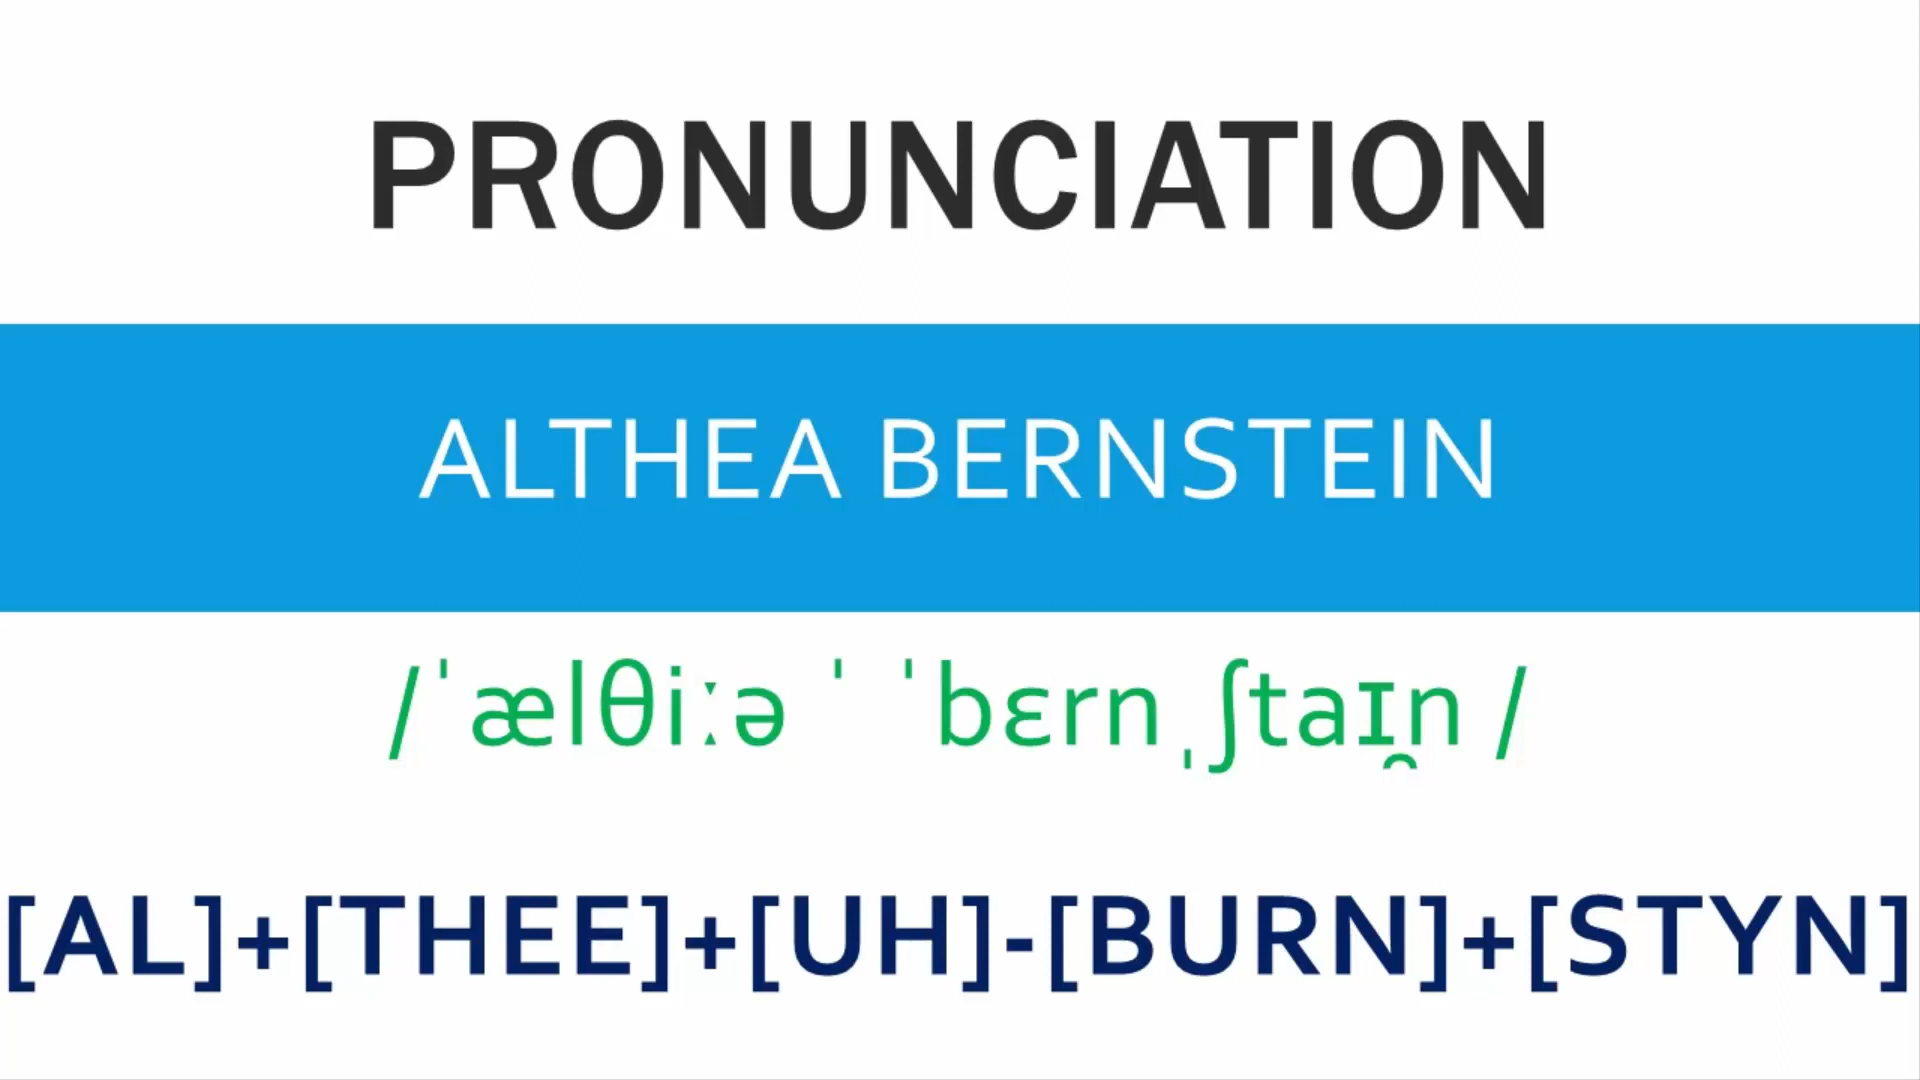 PRONUNCIATION
ALTHEA BERNSTEIN
/ˈælθiːə ˈ ˈbɛrnˌʃtaɪ̯n /
[AL]+[THEE]+[UH]-[BURN]+[STYN]